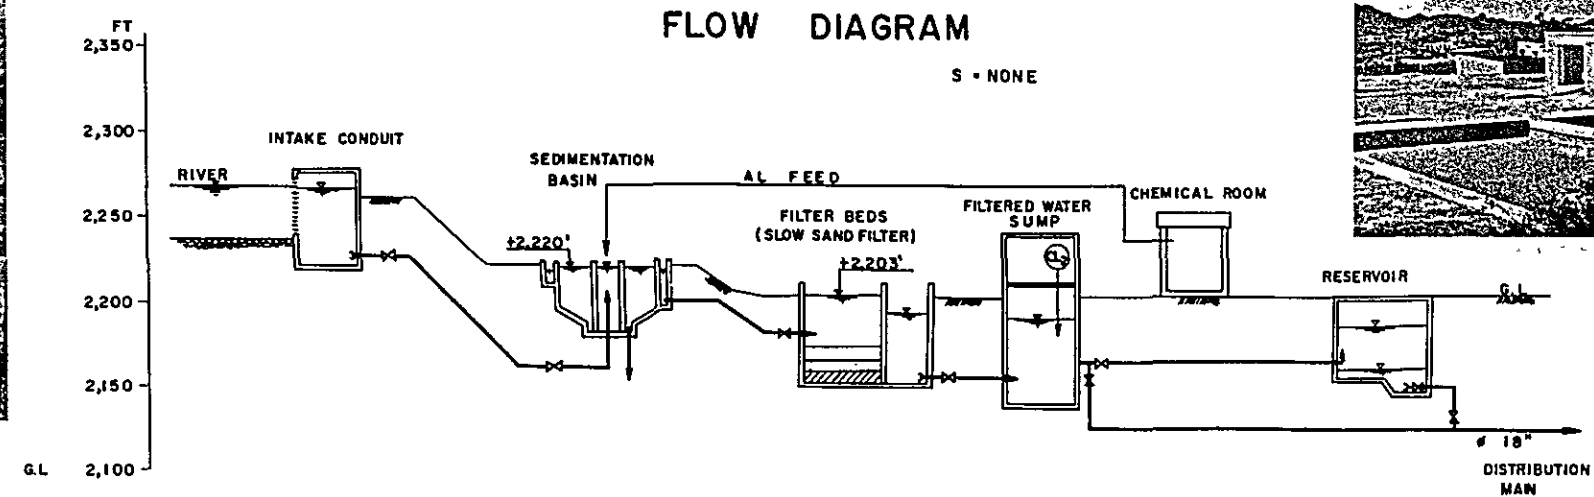 FLOW DIAGRAM
S = NONE
FT
2,350
2,300
2,250
2,200
2,150
G.L 2,100
RIVER
INTAKE CONDUIT
SEDIMENTATION
BASIN
+2,220'
AL FEED
FILTER BEDS
(SLOW SAND FILTER)
+2,203'
FILTERED WATER
SUMP
CL₂
CHEMICAL ROOM
RESERVOIR
G.L
ø 18"
DISTRIBUTION
MAIN